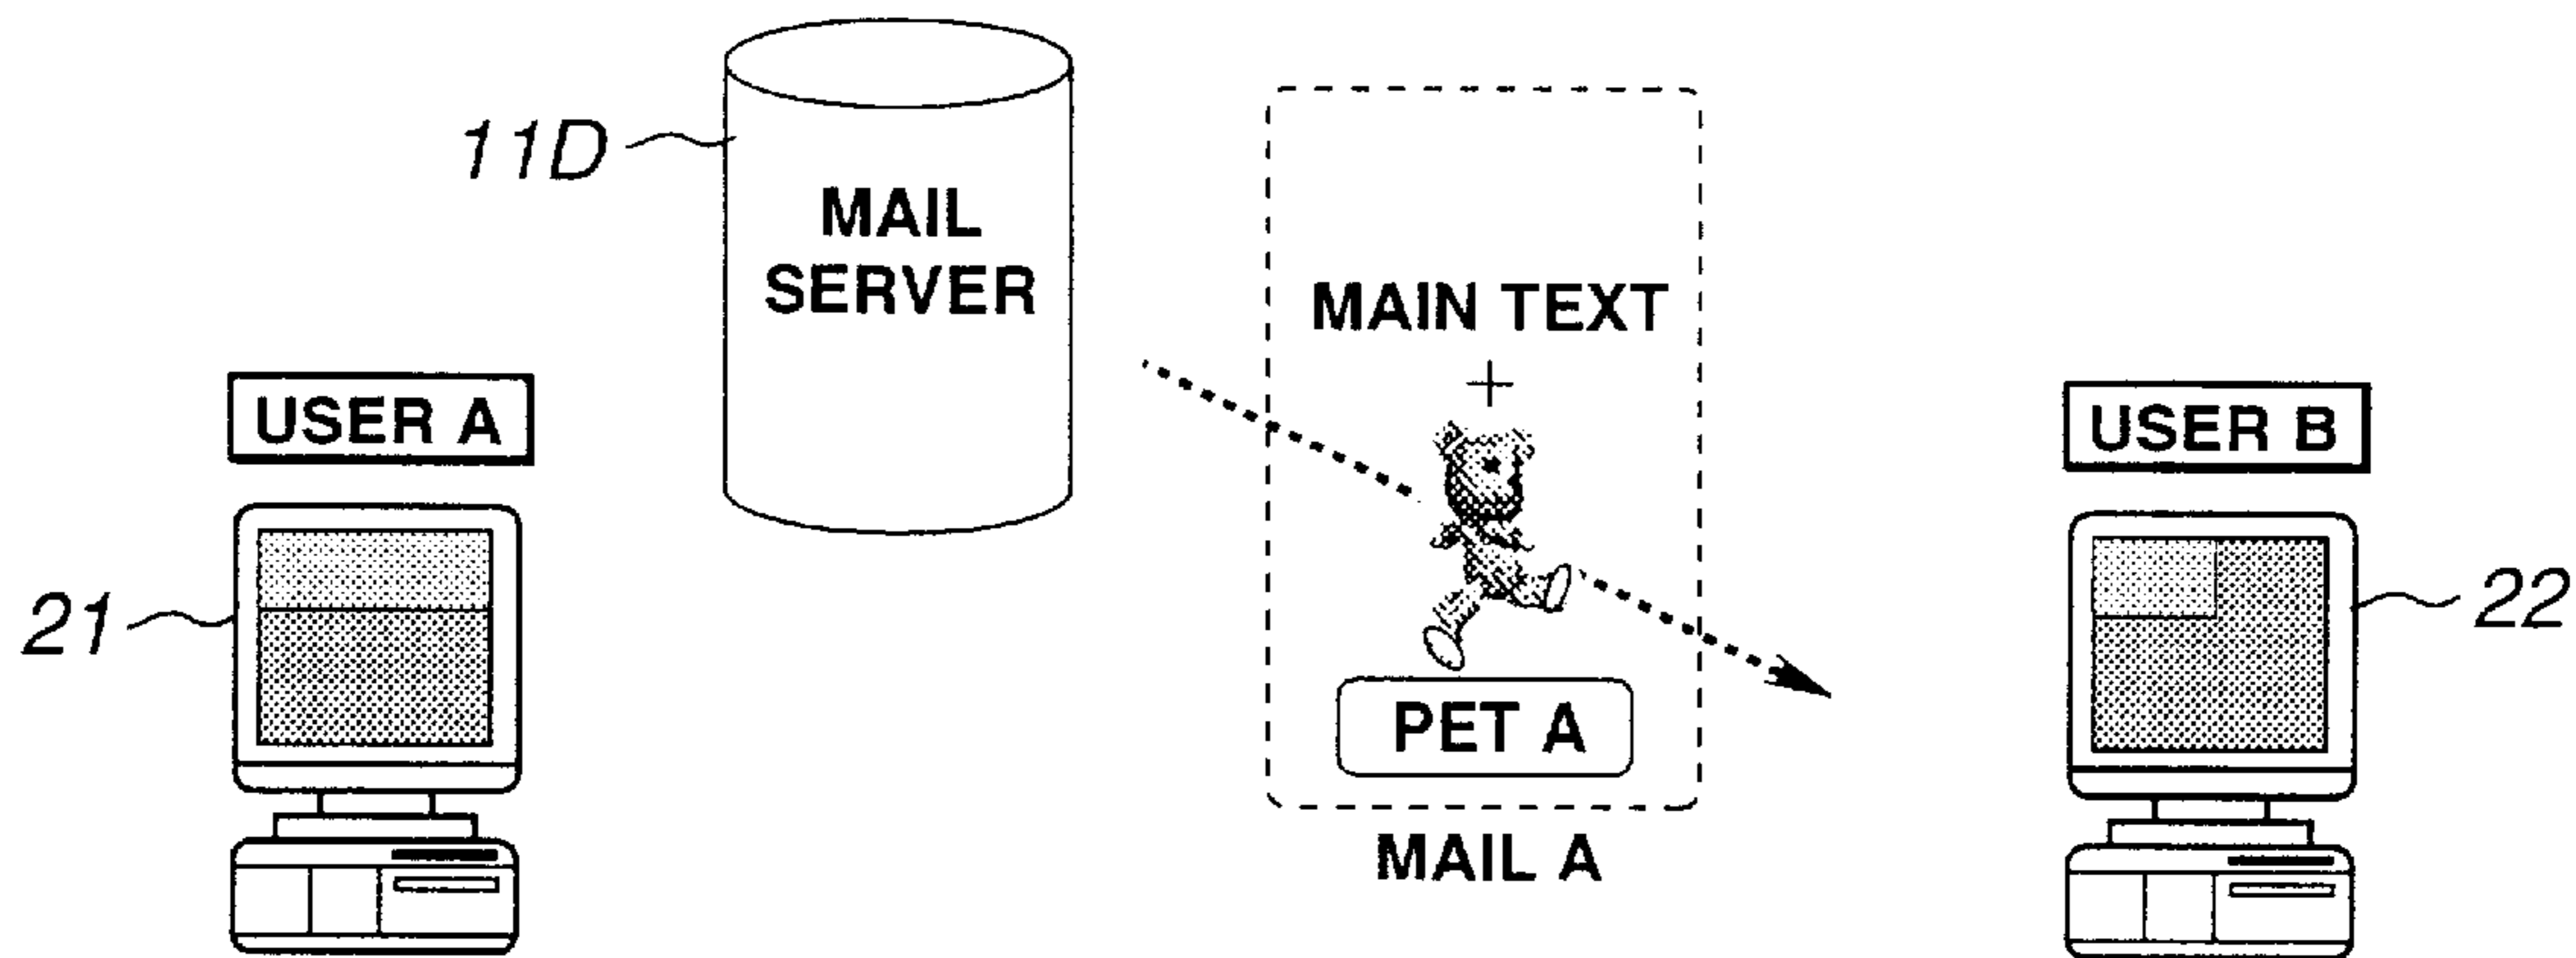 11D
MAIL
SERVER
MAIN TEXT
+
USER A
USER B
21
22
PET A
MAIL A